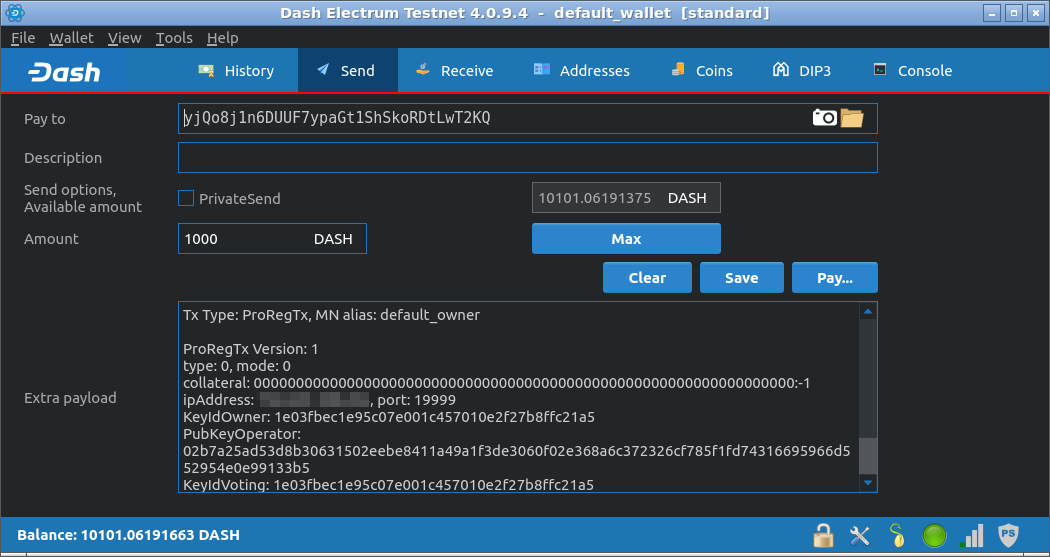 Dash Electrum Testnet 4.0.9.4 - default_wallet [standard]
File Wallet View Tools Help
Dash History Send Receive Addresses Coins DIP3 Console
Pay to yjQo8j1n6DUUF7ypaGt1ShSkoRDtLwT2KQ
Description
Send options,
Available amount PrivateSend 10101.06191375 DASH
Amount 1000 DASH Max
Clear Save Pay...
Tx Type: ProRegTx, MN alias: default_owner
ProRegTx Version: 1
type: 0, mode: 0
collateral: 0000000000000000000000000000000000000000000000000000000000000000:-1
Extra payload ipAddress: , port: 19999
KeyIdOwner: 1e03fbec1e95c07e001c457010e2f27b8ffc21a5
PubKeyOperator:
02b7a25ad53d8b30631502eebe8411a49a1f3de3060f02e368a6c372326cf785f1fd74316695966d5
52954e0e99133b5
KeyIdVoting: 1e03fbec1e95c07e001c457010e2f27b8ffc21a5
Balance: 10101.06191663 DASH PS